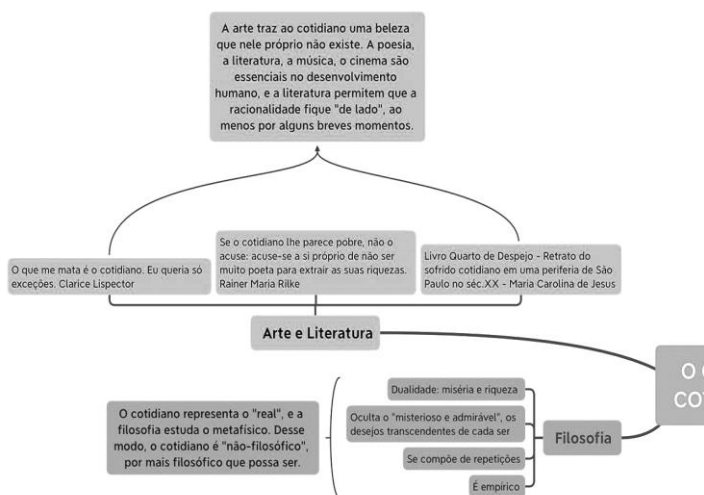 A arte traz ao cotidiano uma beleza
que nele próprio não existe. A poesia,
a literatura, a música, o cinema são
essenciais no desenvolvimento
humano, e a literatura permitem que a
racionalidade fique "de lado", ao
menos por alguns breves momentos.
O que me mata é o cotidiano. Eu queria só
exceções. Clarice Lispector
Se o cotidiano lhe parece pobre, não o
acuse: acuse-se a si próprio de não ser
muito poeta para extrair as suas riquezas.
Rainer Maria Rilke
Livro Quarto de Despejo - Retrato do
sofrido cotidiano em uma periferia de São
Paulo no séc.XX - Maria Carolina de Jesus
Arte e Literatura
O cotidiano representa o "real", e a
filosofia estuda o metafísico. Desse
modo, o cotidiano é "não-filosófico",
por mais filosófico que possa ser.
Dualidade: miséria e riqueza
Oculta o "misterioso e admirável", os
desejos transcendentes de cada ser
Se compõe de repetições
É empírico
Filosofia
O